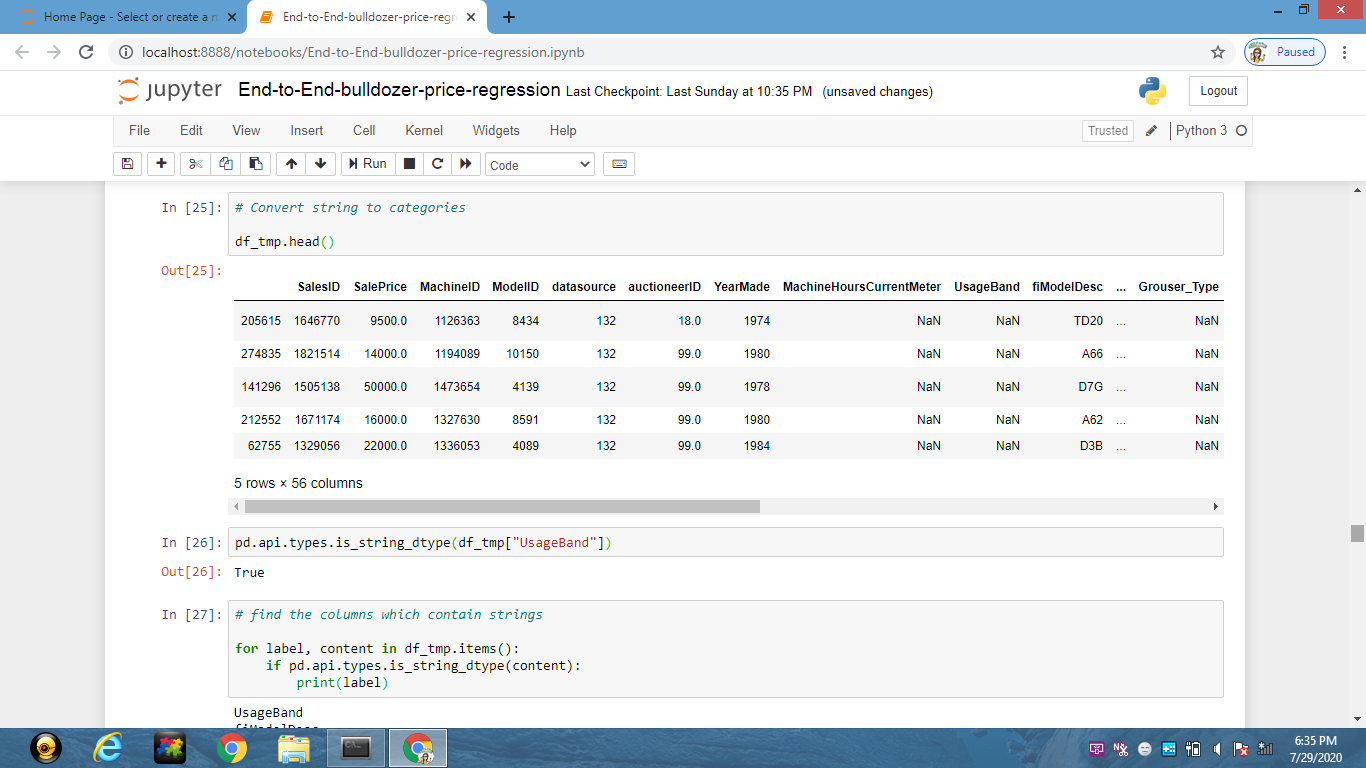 Home Page - Select or create a n
End-to-End-bulldozer-price-regr
localhost:8888/notebooks/End-to-End-bulldozer-price-regression.ipynb
Paused
jupyter End-to-End-bulldozer-price-regression Last Checkpoint: Last Sunday at 10:35 PM (unsaved changes)
Logout
File Edit View Insert Cell Kernel Widgets Help
Trusted
Python 3
Run
Code
In [25]: # Convert string to categories
df_tmp.head()
Out[25]:
SalesID SalePrice MachineID ModelID datasource auctioneerID YearMade MachineHoursCurrentMeter UsageBand fiModelDesc ... Grouser_Type
205615 1646770 9500.0 1126363 8434 132 18.0 1974 NaN NaN TD20 ... NaN
274835 1821514 14000.0 1194089 10150 132 99.0 1980 NaN NaN A66 ... NaN
141296 1505138 50000.0 1473654 4139 132 99.0 1978 NaN NaN D7G ... NaN
212552 1671174 16000.0 1327630 8591 132 99.0 1980 NaN NaN A62 ... NaN
62755 1329056 22000.0 1336053 4089 132 99.0 1984 NaN NaN D3B ... NaN
5 rows × 56 columns
In [26]: pd.api.types.is_string_dtype(df_tmp["UsageBand"])
Out[26]: True
In [27]: # find the columns which contain strings
for label, content in df_tmp.items():
if pd.api.types.is_string_dtype(content):
print(label)
UsageBand
fiModelDesc
6:35 PM
7/29/2020